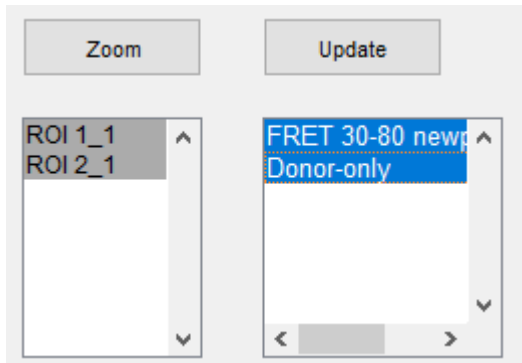 Zoom
Update
ROI 1_1
ROI 2_1
FRET 30-80 newp
Donor-only